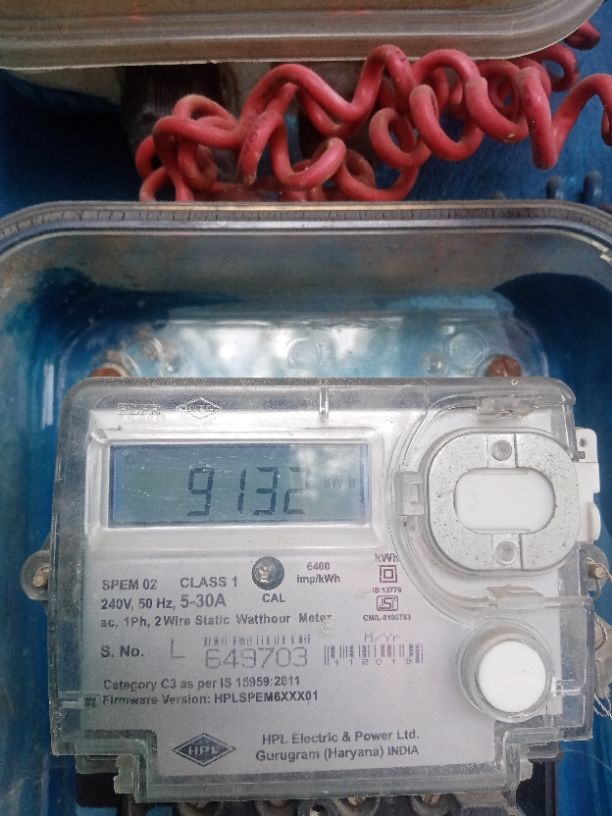 9132 kWh
SPEM 02 CLASS 1
240V, 50 Hz, 5-30A
CAL
6400
imp/kWh
kWh
IS:13779
ac, 1Ph, 2 Wire Static Watthour Meter
S. No. L 649703
M/Yr
112015
Category C3 as per IS 15959:2011
Firmware Version: HPLSPEM6XXX01
HPL
HPL Electric & Power Ltd.
Gurugram (Haryana) INDIA